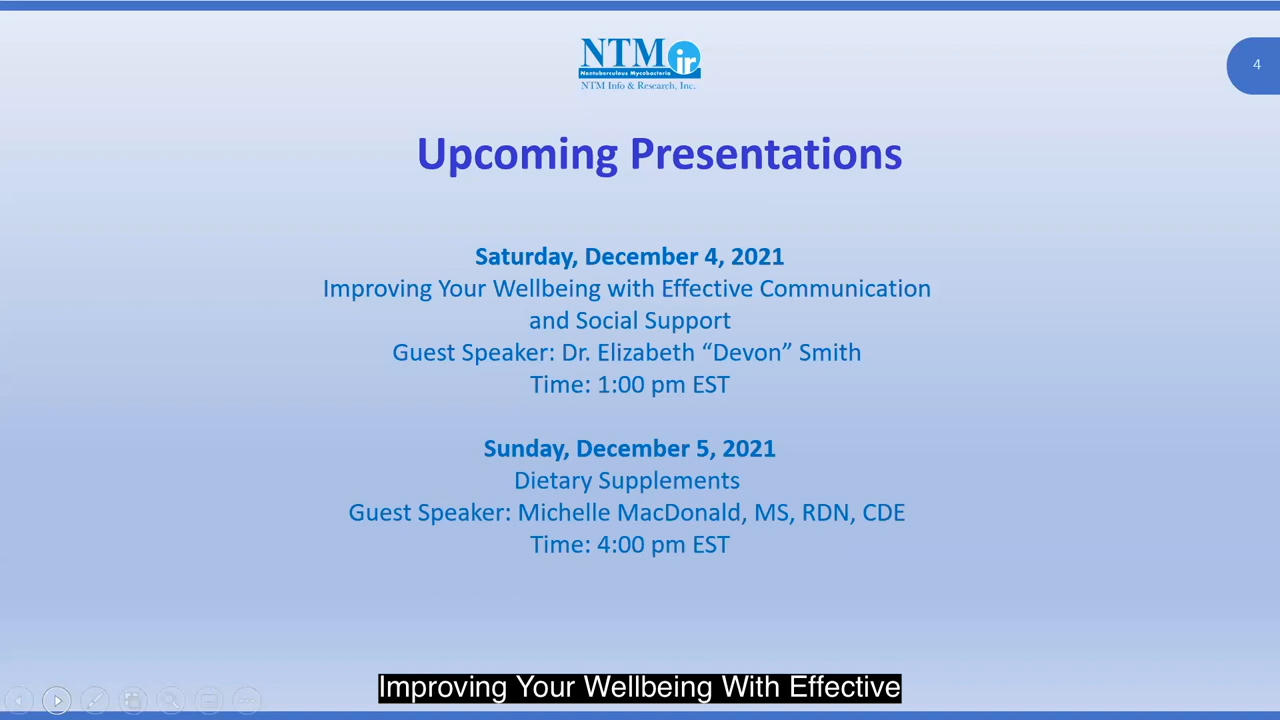 NTM ir
Nontuberculous Mycobacteria
NTM Info & Research, Inc.
4
Upcoming Presentations
Saturday, December 4, 2021
Improving Your Wellbeing with Effective Communication
and Social Support
Guest Speaker: Dr. Elizabeth “Devon” Smith
Time: 1:00 pm EST
Sunday, December 5, 2021
Dietary Supplements
Guest Speaker: Michelle MacDonald, MS, RDN, CDE
Time: 4:00 pm EST
Improving Your Wellbeing With Effective